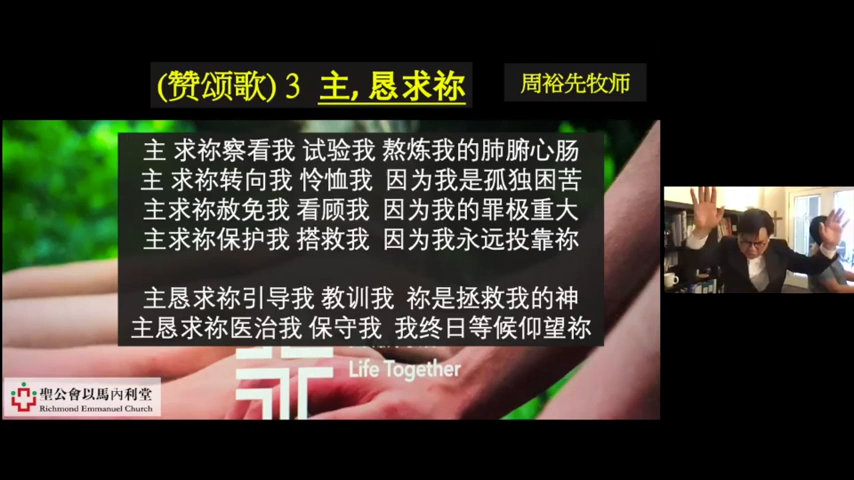 (赞颂歌) 3 主, 恳求祢
周裕先牧师
主 求祢察看我 试验我 熬炼我的肺腑心肠
主 求祢转向我 怜恤我 因为我是孤独困苦
主求祢赦免我 看顾我 因为我的罪极重大
主求祢保护我 搭救我 因为我永远投靠祢
主恳求祢引导我 教训我 祢是拯救我的神
主恳求祢医治我 保守我 我终日等候仰望祢
Life Together
聖公會以馬內利堂
Richmond Emmanuel Church